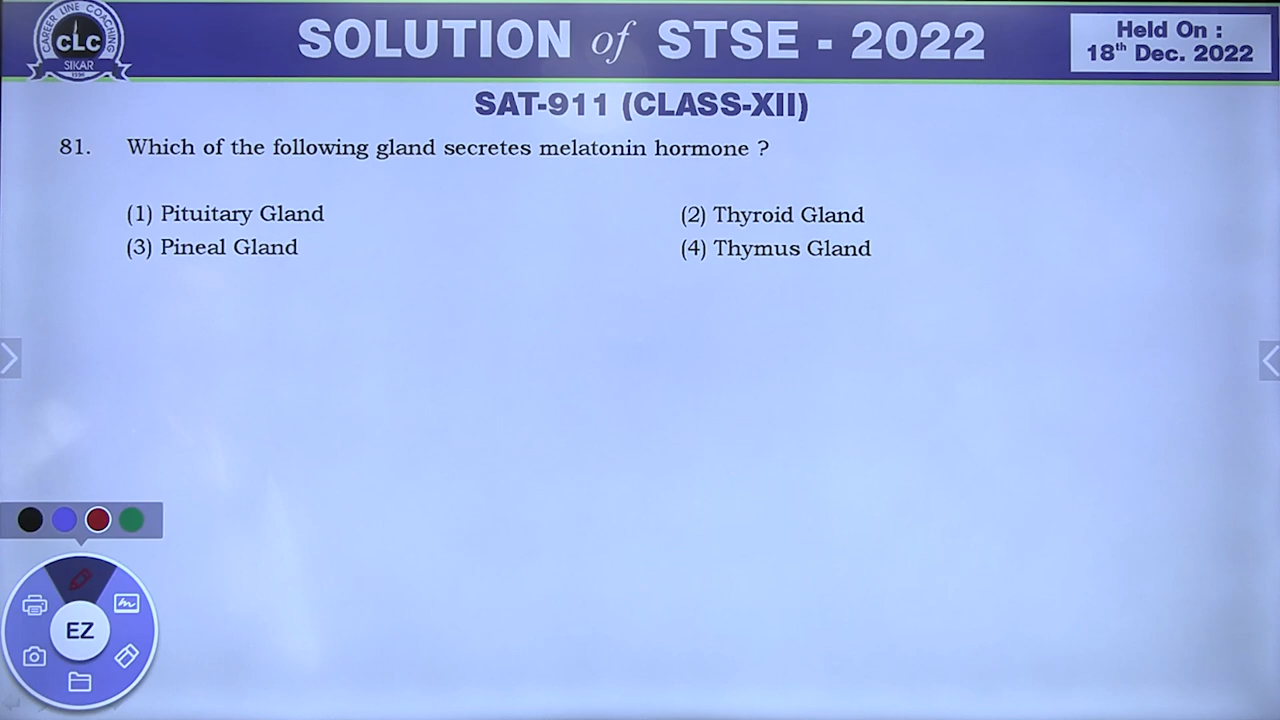 CAREER LINE COACHING
CLC
SIKAR
SOLUTION of STSE - 2022
Held On :
18th Dec. 2022
SAT-911 (CLASS-XII)
81. Which of the following gland secretes melatonin hormone ?
(1) Pituitary Gland (2) Thyroid Gland
(3) Pineal Gland (4) Thymus Gland
EZ